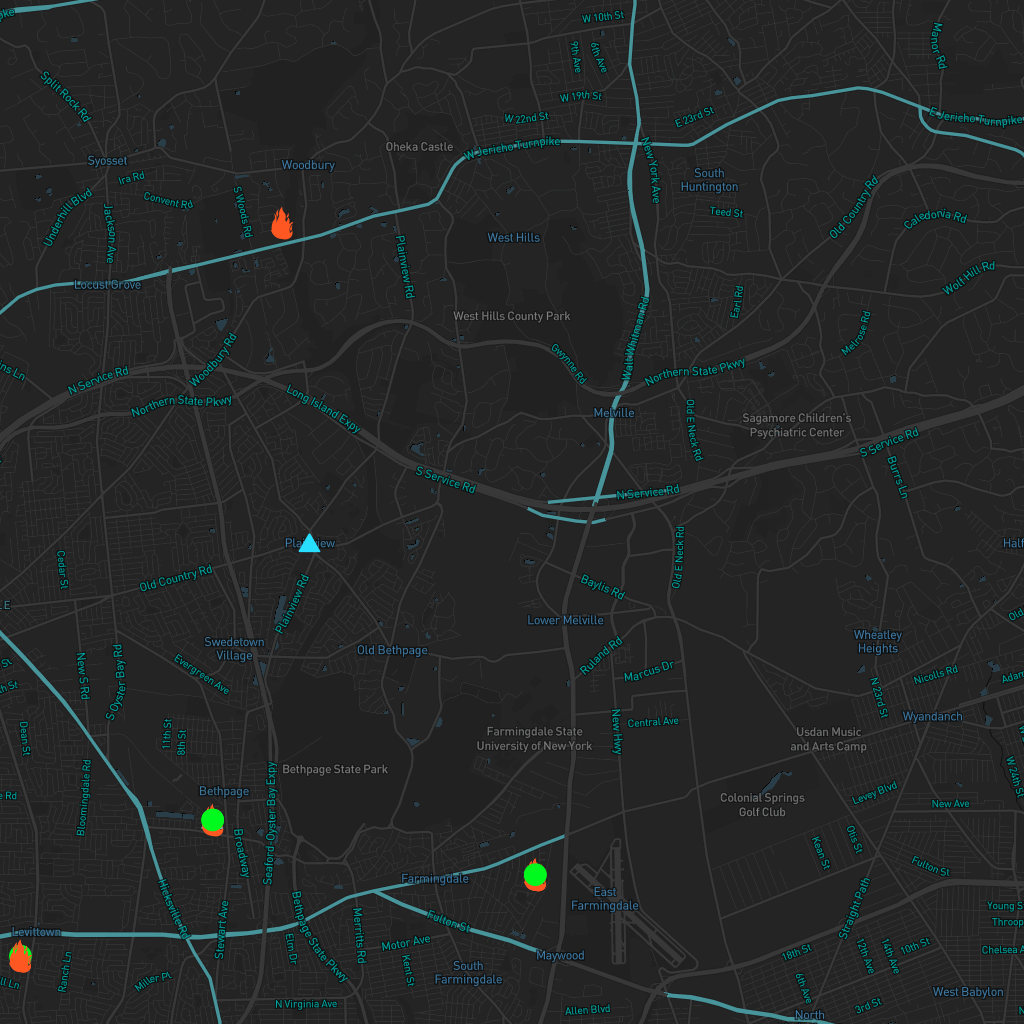 W 10th St
9th Ave
6th Ave
Manor Rd
Split Rock Rd
W 19th St
W 22nd St
E 23rd St
E Jericho Turnpike
W Jericho Turnpike
Oheka Castle
New York Ave
Syosset
Woodbury
South
Huntington
Ira Rd
Convent Rd
S Woods Rd
Underhill Blvd
Jackson Ave
Teed St
Old Country Rd
Caledonia Rd
West Hills
Plainview Rd
Locust Grove
Wolf Hill Rd
Earl Rd
West Hills County Park
Walt Whitman Rd
Melrose Rd
Woodbury Rd
Gwynne Rd
N Service Rd
Northern State Pkwy
Northern State Pkwy
Long Island Expy
Melville
Old E Neck Rd
Sagamore Children's
Psychiatric Center
S Service Rd
S Service Rd
N Service Rd
Burrs Ln
Plainview
Half
Cedar St
Old Country Rd
Plainview Rd
Old E Neck Rd
Baylis Rd
Lower Melville
Swedetown
Village
Old Bethpage
Ruland Rd
Wheatley
Heights
New S Rd
S Oyster Bay Rd
Evergreen Ave
Marcus Dr
Nicolls Rd
N 23rd St
Wyandanch
Dean St
11th St
8th St
Farmingdale State
University of New York
New Hwy
Central Ave
Usdan Music
and Arts Camp
W 24th St
Bethpage State Park
Bethpage
Bloomingdale Rd
Seaford-Oyster Bay Expy
Colonial Springs
Golf Club
Levey Blvd
New Ave
Broadway
Kean St
Otis St
Fulton St
Farmingdale
East
Farmingdale
Hicksville Rd
Stewart Ave
Bethpage State Pkwy
Elm Dr
Merritts Rd
Fulton St
Straight Path
Levittown
Motor Ave
Kent St
Maywood
18th St
12th Ave
14th Ave
10th St
Ranch Ln
Miller Pl
South
Farmingdale
6th Ave
West Babylon
N Virginia Ave
Allen Blvd
North
3rd St